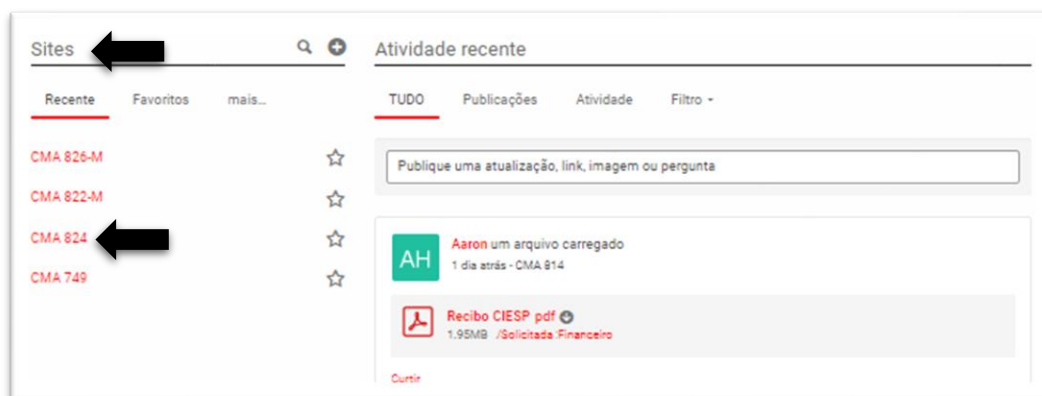 Sites
Recente Favoritos mais...
CMA 826-M
CMA 822-M
CMA 824
CMA 749
Atividade recente
TUDO Publicações Atividade Filtro
Publique uma atualização, link, imagem ou pergunta
AH
Aaron um arquivo carregado
1 dia atrás - CMA 814
Recibo CIESP pdf
1.95MB /Solicitada Financeiro
Curtir